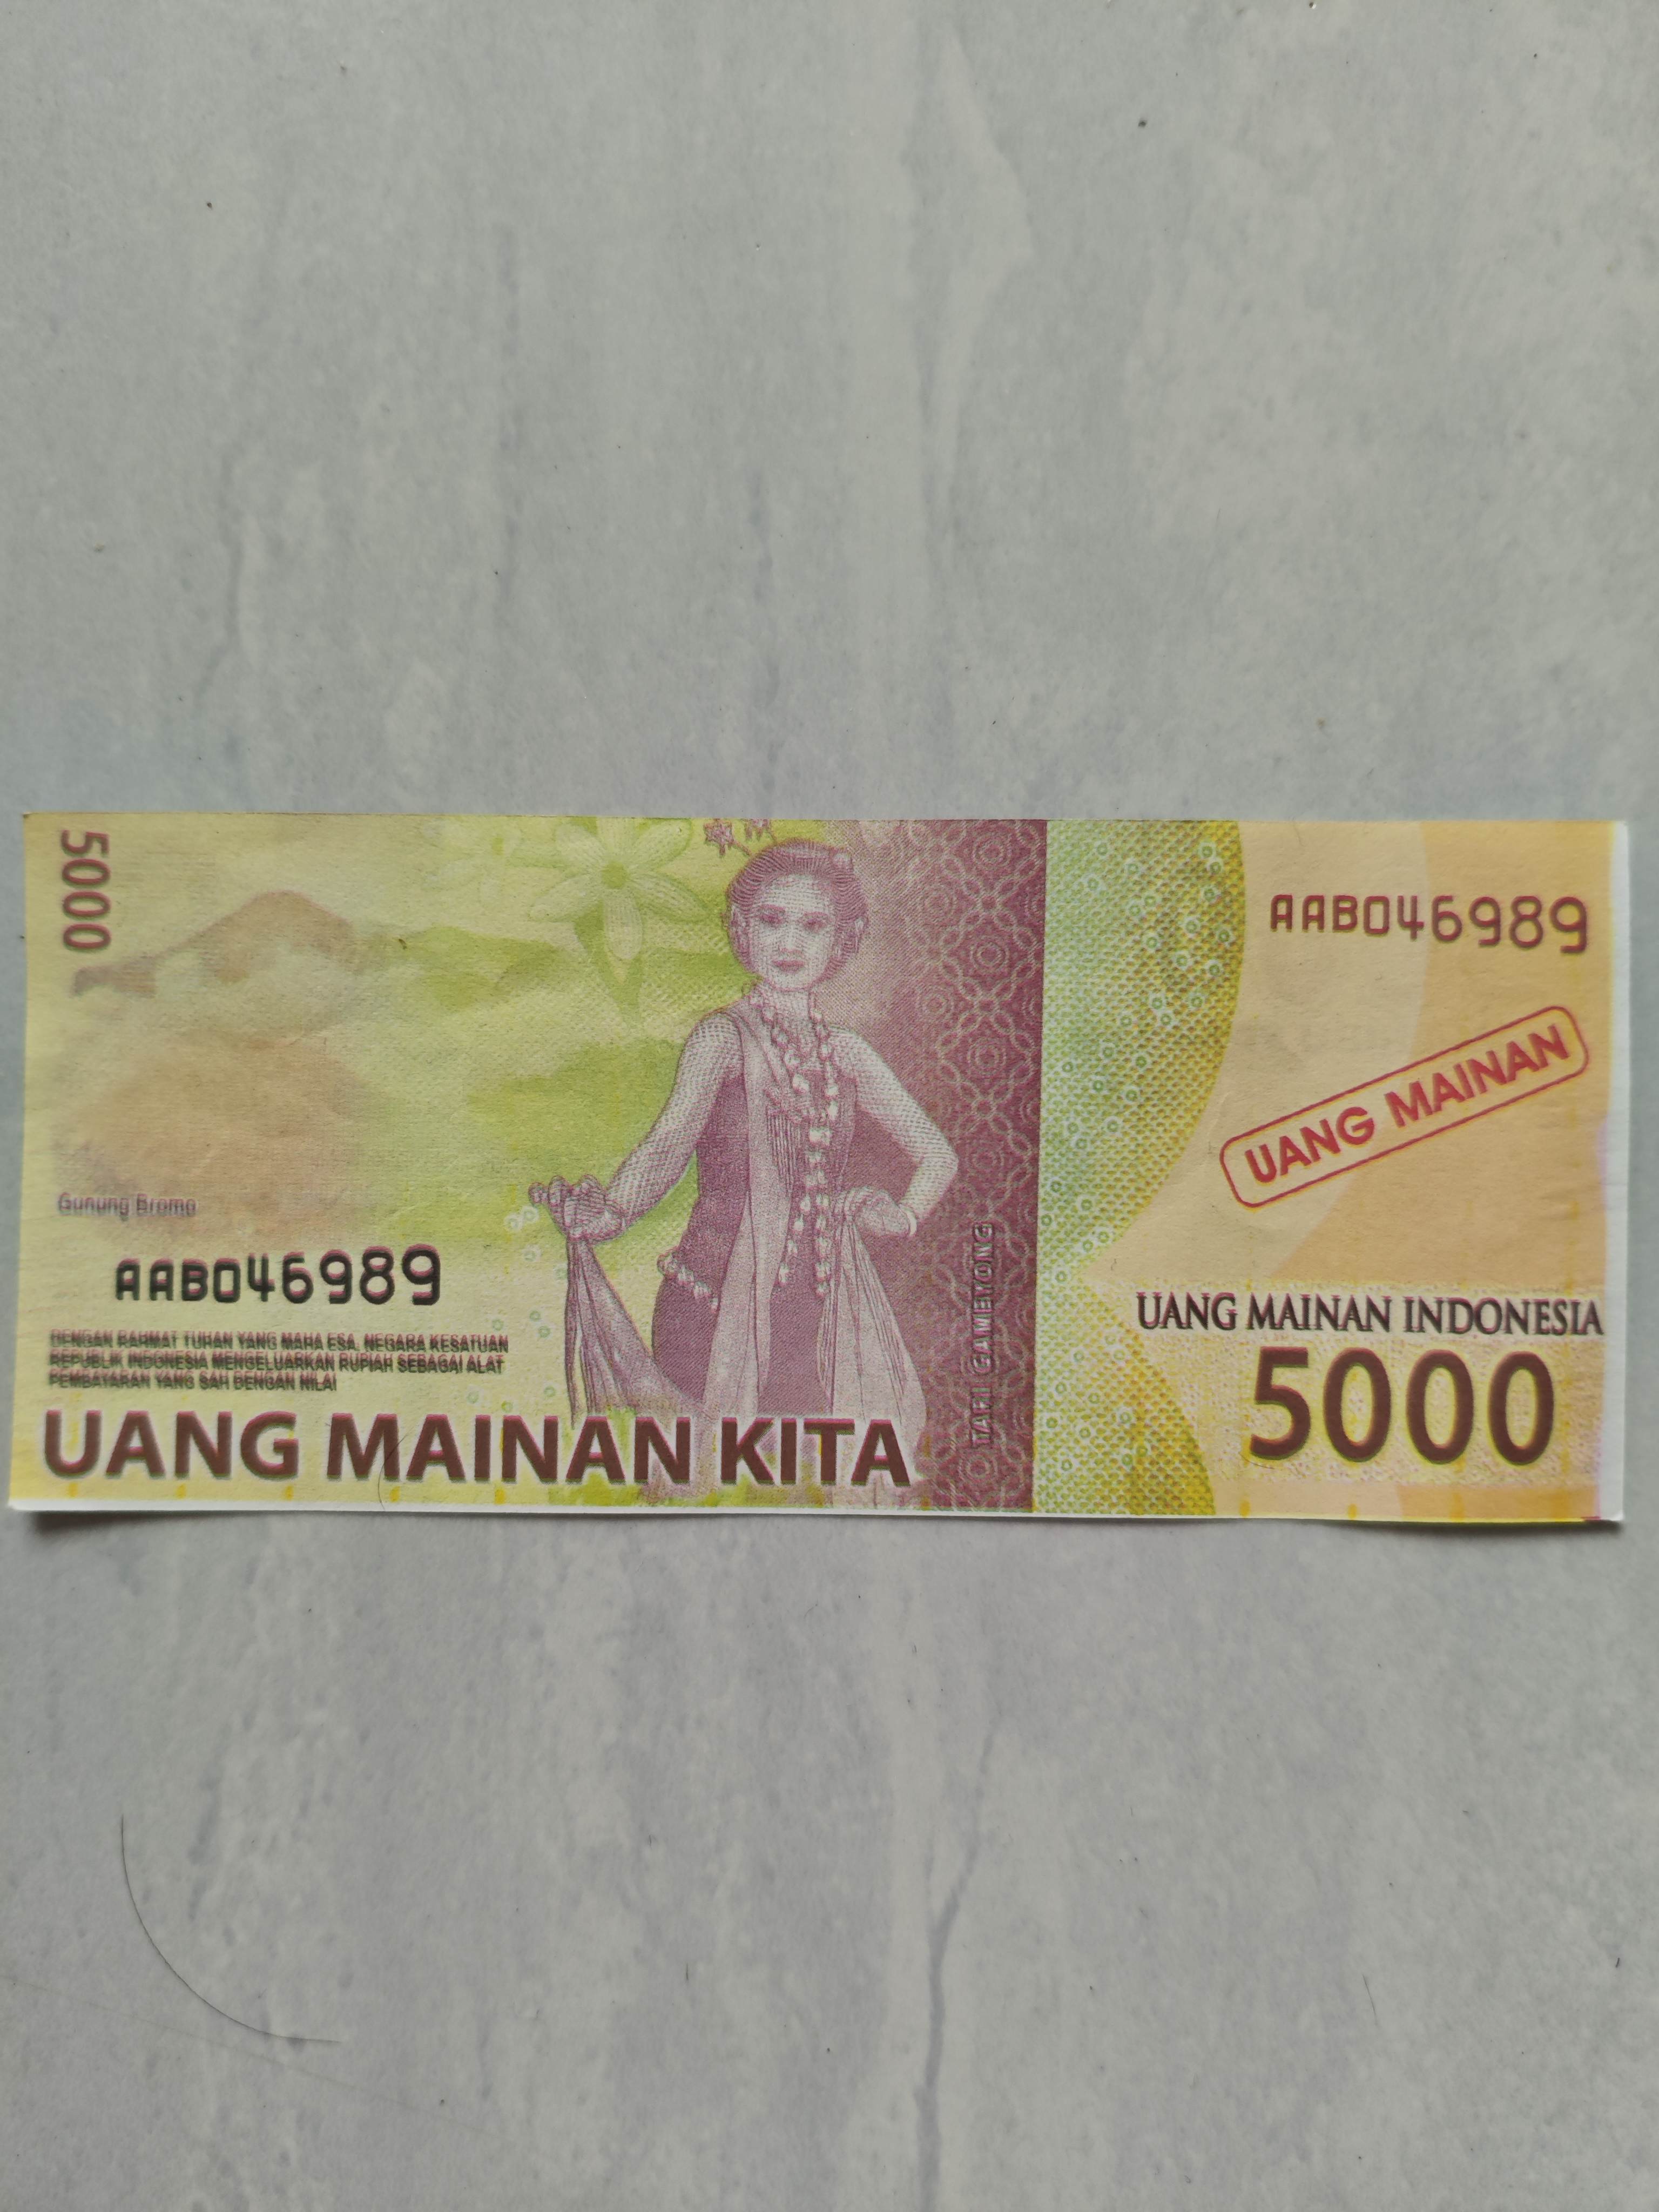 5000
AAB046989
UANG MAINAN
Gunung Bromo
AAB046989
DENGAN RAHMAT TUHAN YANG MAHA ESA, NEGARA KESATUAN
REPUBLIK INDONESIA MENGELUARKAN RUPIAH SEBAGAI ALAT
PEMBAYARAN YANG SAH DENGAN NILAI
UANG MAINAN KITA
TARI GAMBYONG
UANG MAINAN INDONESIA
5000